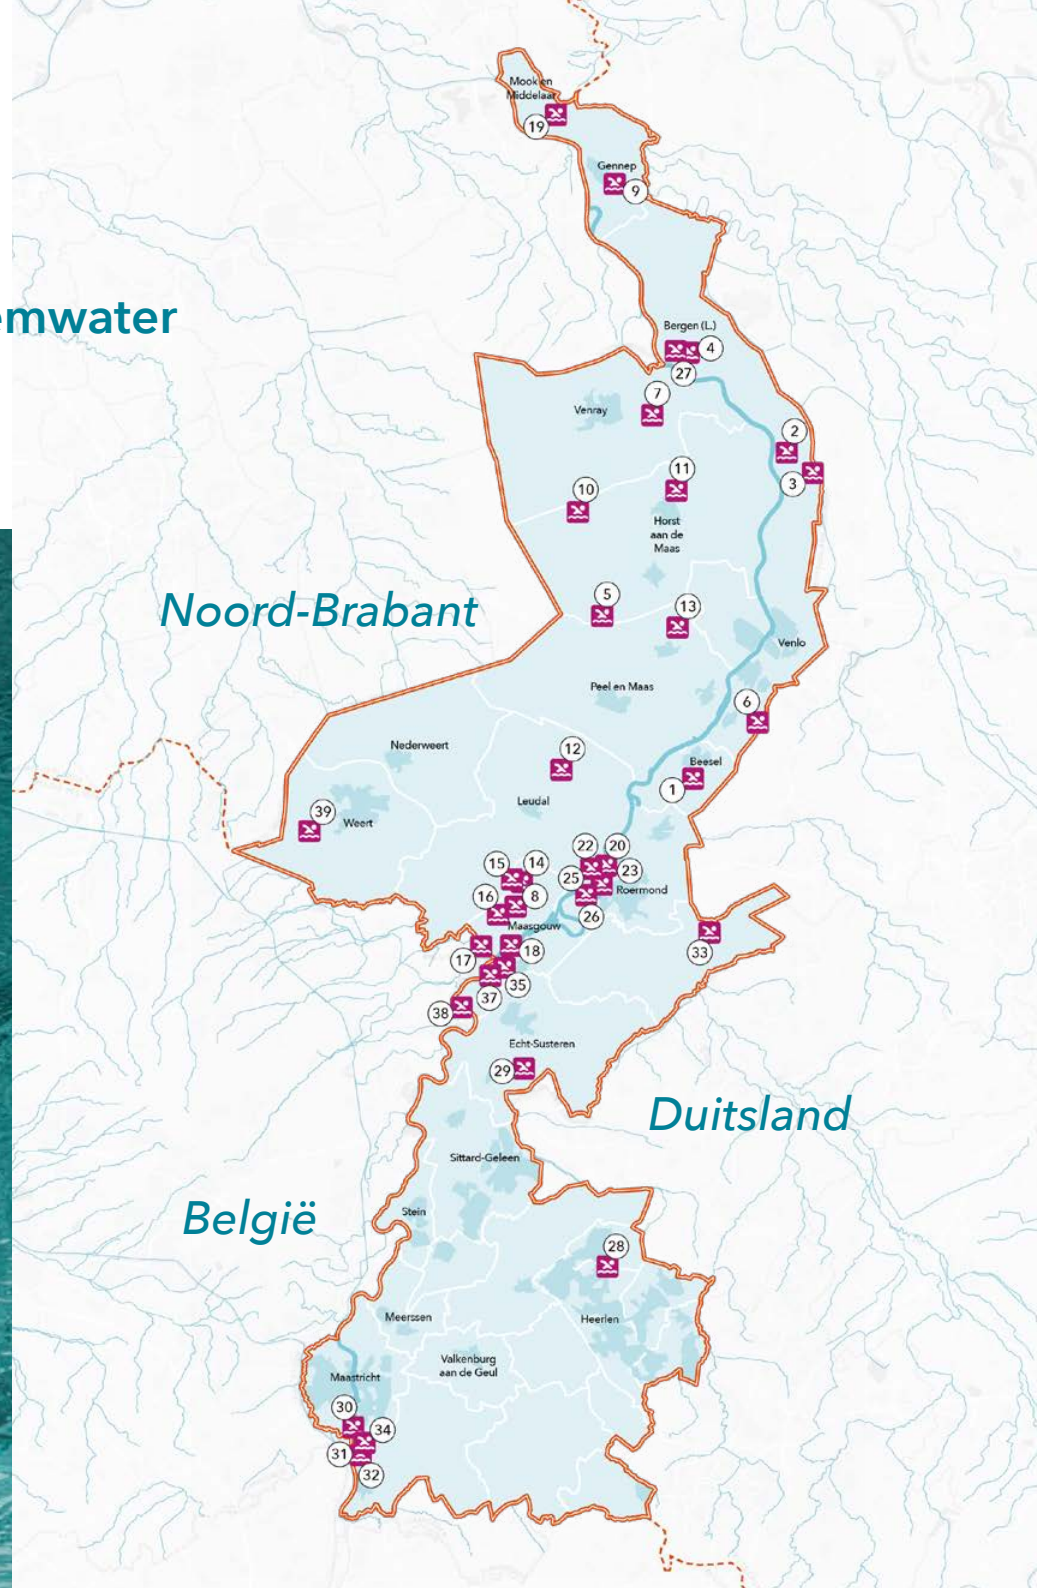 Mook en
Middelaar
19
Gennep
9
emwater
Bergen (L.)
4
27
7
Venray
2
11
3
10
Horst
aan de
Maas
Noord-Brabant
5
13
Venlo
Peel en Maas
6
Nederweert
12
Beesel
1
Leudal
39
Weert
22
20
15
14
23
25
Roermond
16
8
26
Maasgouw
18
17
33
35
37
38
Echt-Susteren
29
Duitsland
Sittard-Geleen
België
Stein
28
Meerssen
Heerlen
Valkenburg
aan de Geul
Maastricht
30
34
31
32